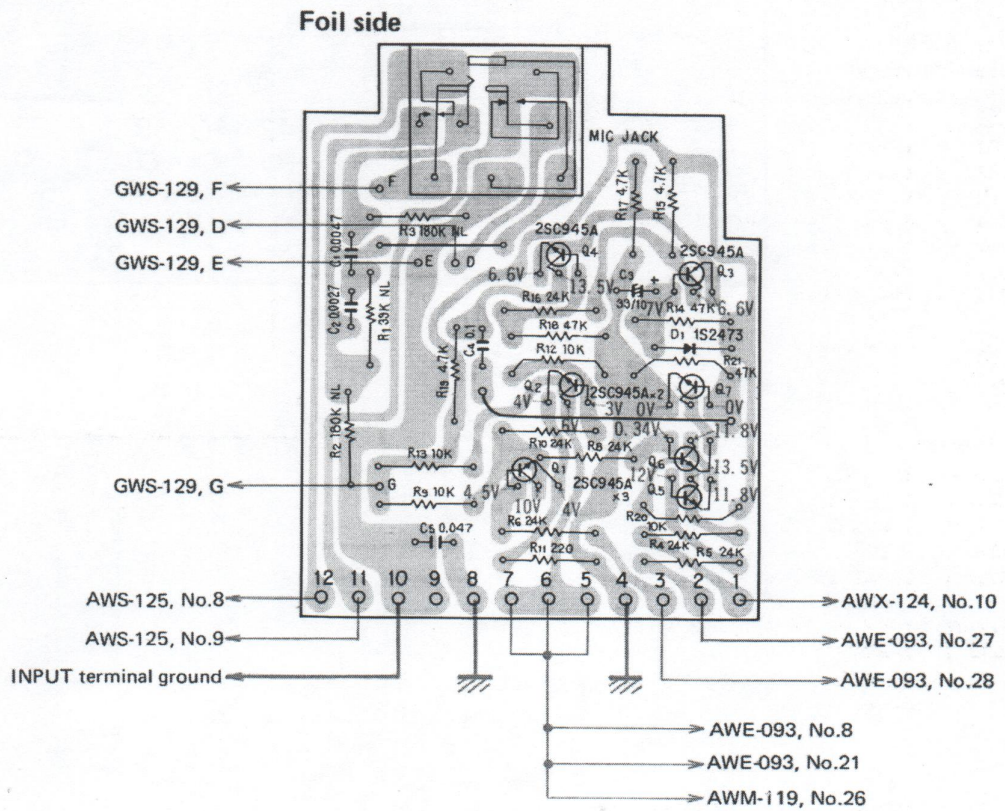 Foil side
MIC JACK
GWS-129, F
F
GWS-129, D
R3 180K NL
R17 4.7K
R15 4.7K
2SC945A
Q4
2SC945A
Q3
GWS-129, E
E
D
C1 0.0047
6.6V
13.5V
C3
+
33/10
7V
R14 47K
6.6V
R16 24K
C2 0.0027
R1 39K NL
R18 47K
D1 1S2473
C4 0.1
R19 4.7K
R12 10K
R21
47K
Q2
2SC945A×2
Q7
4V
3V
0V
0V
6V
0.34V
11.8V
R2 180K NL
R10 24K
R8 24K
R13 10K
Q6
12V
13.5V
GWS-129, G
G
4.5V
Q1
2SC945A
×3
Q5
11.8V
R9 10K
10V
4V
R20
10K
R6 24K
C5 0.047
R4 24K
R5 24K
R11 220
12 11 10 9 8 7 6 5 4 3 2 1
AWS-125, No.8
AWX-124, No.10
AWS-125, No.9
AWE-093, No.27
INPUT terminal ground
AWE-093, No.28
AWE-093, No.8
AWE-093, No.21
AWM-119, No.26